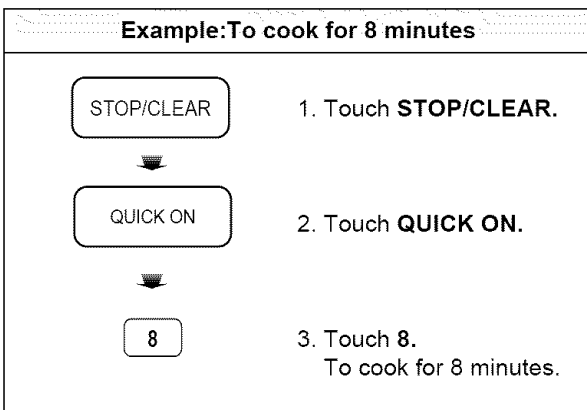 Example:To cook for 8 minutes
STOP/CLEAR
1. Touch STOP/CLEAR.
QUICK ON
2. Touch QUICK ON.
8
3. Touch 8.
To cook for 8 minutes.